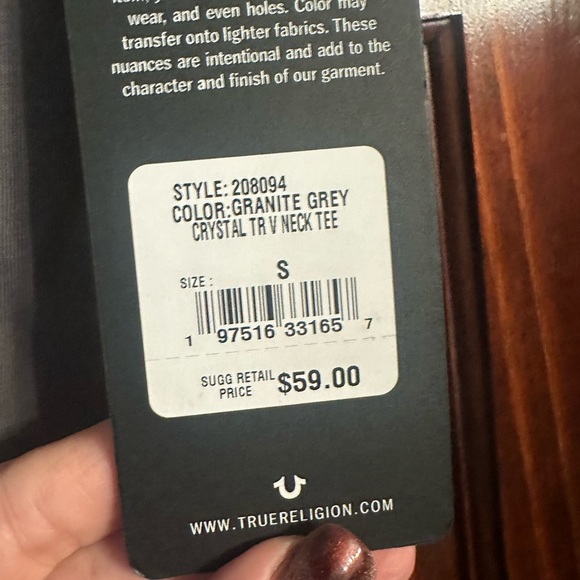 wear, and even holes. Color may
transfer onto lighter fabrics. These
nuances are intentional and add to the
character and finish of our garment.
STYLE: 208094
COLOR:GRANITE GREY
CRYSTAL TR V NECK TEE
SIZE : S
1 97516 33165 7
SUGG RETAIL PRICE $59.00
WWW.TRUERELIGION.COM